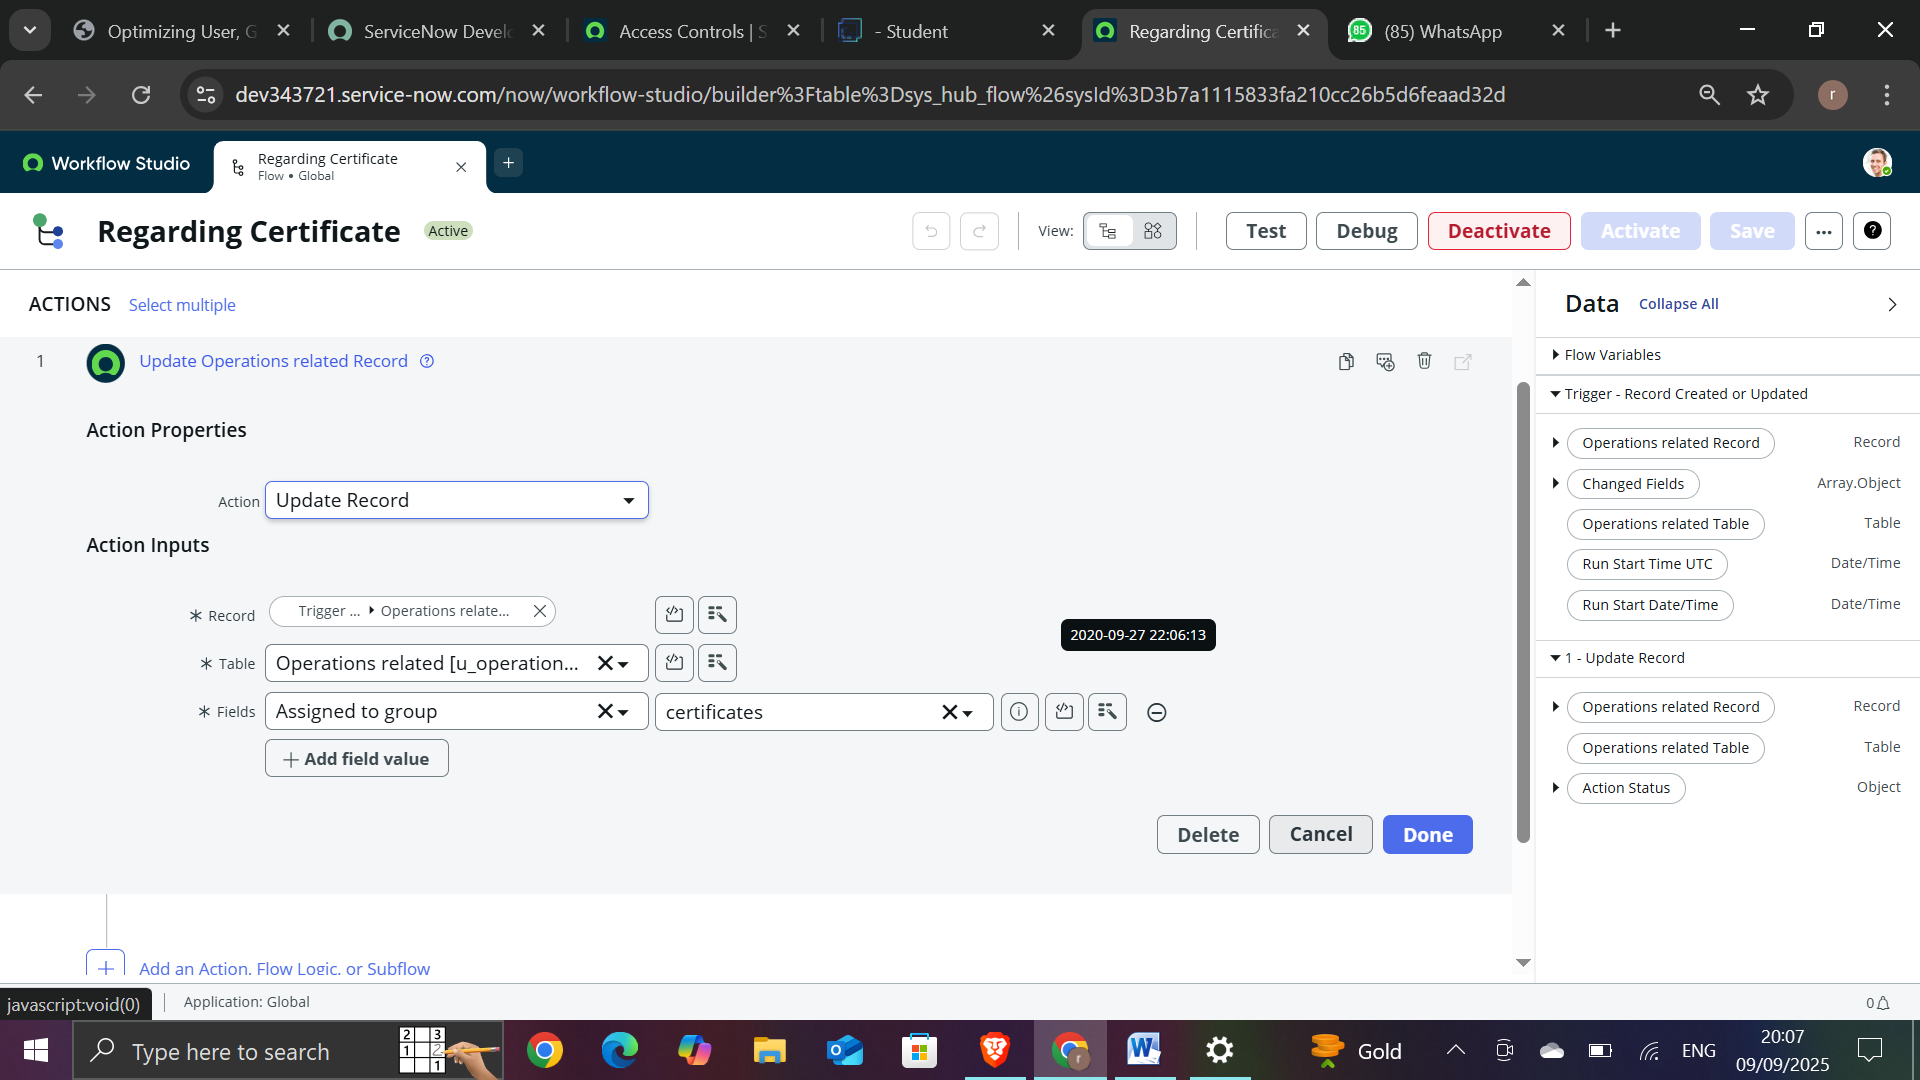 Optimizing User, G
ServiceNow Devel
Access Controls | S
- Student
Regarding Certifica
85
(85) WhatsApp
dev343721.service-now.com/now/workflow-studio/builder%3Ftable%3Dsys_hub_flow%26sysId%3D3b7a1115833fa210cc26b5d6feaad32d
r
Workflow Studio
Regarding Certificate
Flow • Global
Regarding Certificate
Active
View:
Test
Debug
Deactivate
Activate
Save
...
ACTIONS
Select multiple
1
Update Operations related Record
Action Properties
Action
Update Record
Action Inputs
* Record
Trigger ...
Operations relate...
2020-09-27 22:06:13
* Table
Operations related [u_operation...
* Fields
Assigned to group
certificates
+ Add field value
Delete
Cancel
Done
Add an Action, Flow Logic, or Subflow
Data
Collapse All
Flow Variables
Trigger - Record Created or Updated
Operations related Record
Record
Changed Fields
Array.Object
Operations related Table
Table
Run Start Time UTC
Date/Time
Run Start Date/Time
Date/Time
1 - Update Record
Operations related Record
Record
Operations related Table
Table
Action Status
Object
javascript:void(0)
Application: Global
0
Type here to search
2 3
1 2
1
Gold
ENG
20:07
09/09/2025